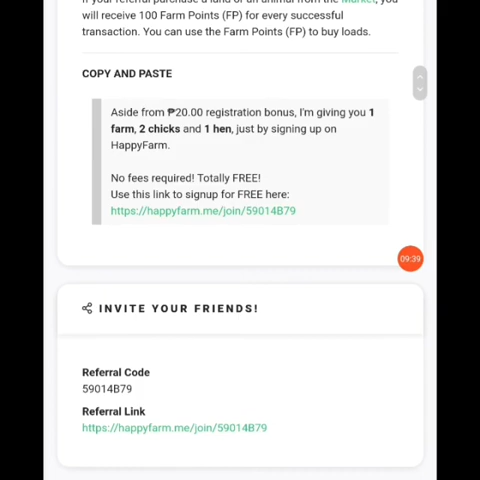 If your referral purchase a land or an animal from the Market, you
will receive 100 Farm Points (FP) for every successful
transaction. You can use the Farm Points (FP) to buy loads.
COPY AND PASTE
Aside from ₱20.00 registration bonus, I'm giving you 1
farm, 2 chicks and 1 hen, just by signing up on
HappyFarm.
No fees required! Totally FREE!
Use this link to signup for FREE here:
https://happyfarm.me/join/59014B79
09:39
INVITE YOUR FRIENDS!
Referral Code
59014B79
Referral Link
https://happyfarm.me/join/59014B79